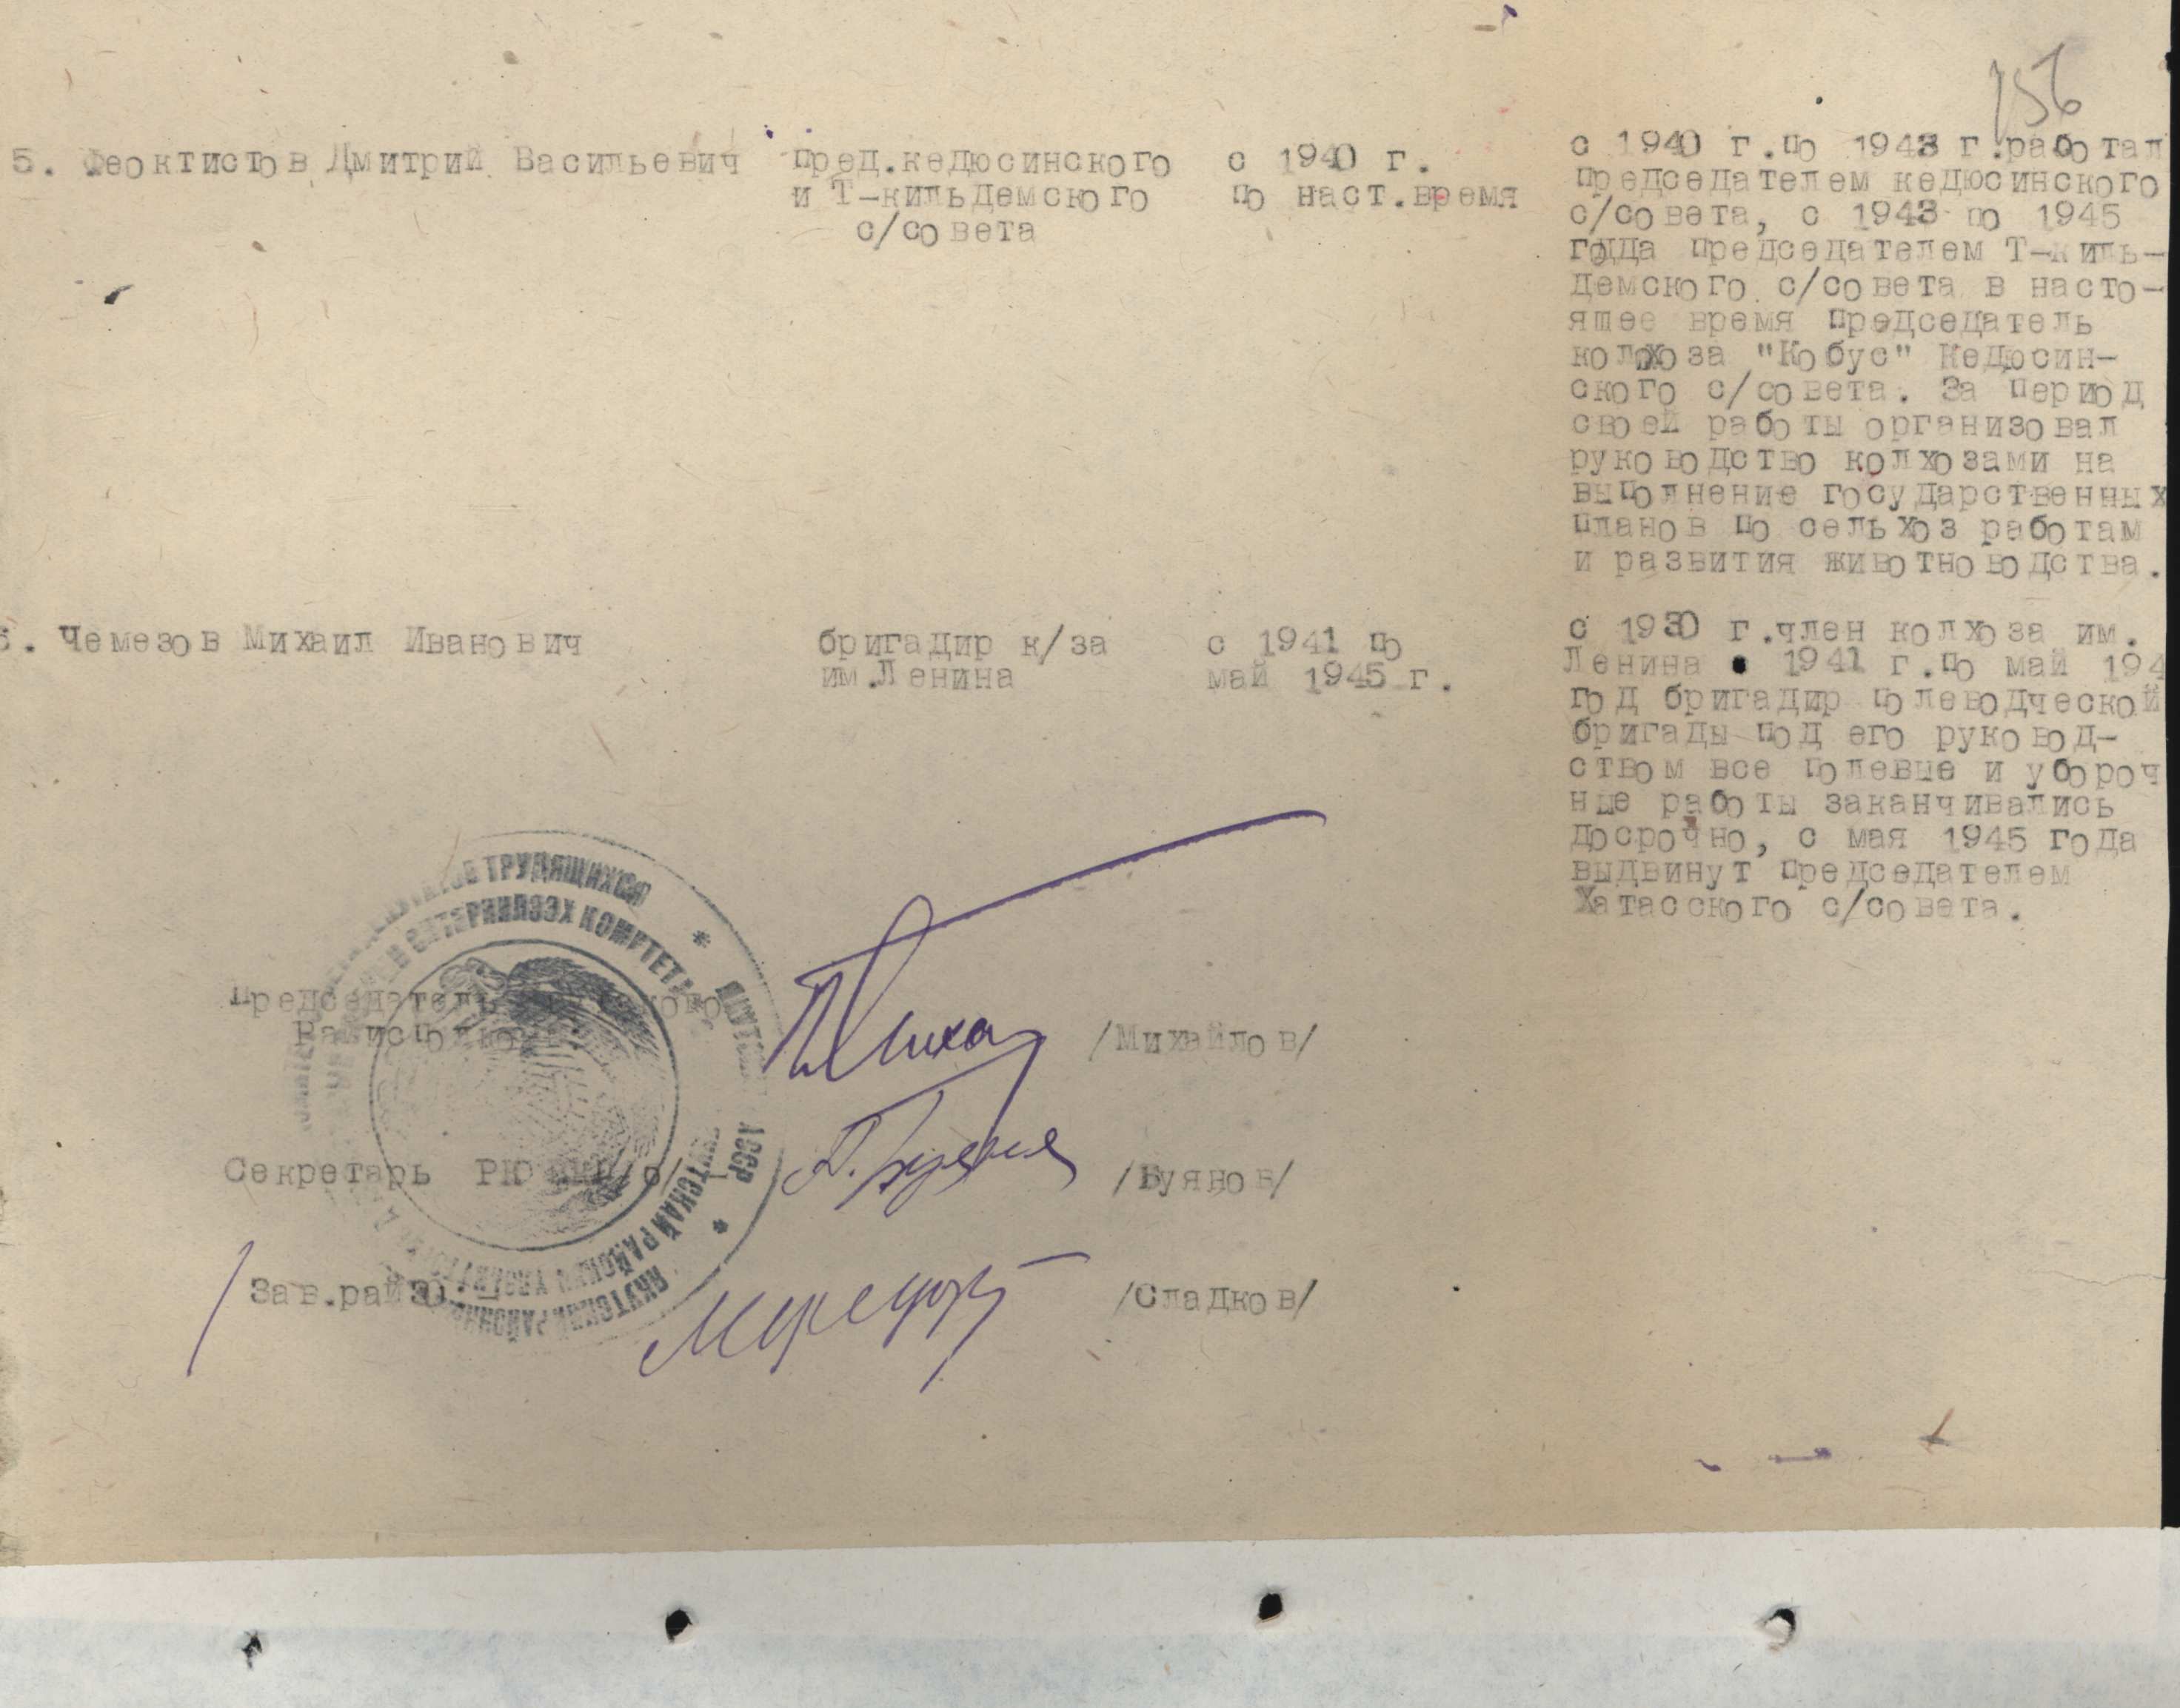 156
5. Феоктистов Дмитрий Васильевич
пред.кедюсинского
и Т-кильдемского
с/совета
с 1940 г.
по наст.время
с 1940 г.по 1943 г.работал
председателем кедюсинского
с/совета, с 1943 по 1945
года председателем Т-киль-
демского с/совета в насто-
ящее время председатель
колхоза "Кобус" Кедюсин-
ского с/совета. За период
своей работы организовал
руководство колхозами на
выполнение государственных
планов по сельхоз работам
и развития животноводства.
6. Чемезов Михаил Иванович
бригадир к/за
им.Ленина
с 1941 по
май 1945 г.
с 1930 г.член колхоза им.
Ленина с 1941 г.по май 194
год бригадир полеводческой
бригады под его руковод-
ством все полевые и убороч
ные работы заканчивались
досрочно, с мая 1945 года
выдвинут председателем
Хатасского с/совета.
ТРУДЯЩИХСЯ
КОМИТЕТ
АССР
ЯКУТСКАЙ РАЙОН
Председатель
/Михайлов/
Секретарь
/Буянов/
Зав.райзо
/Сладков/